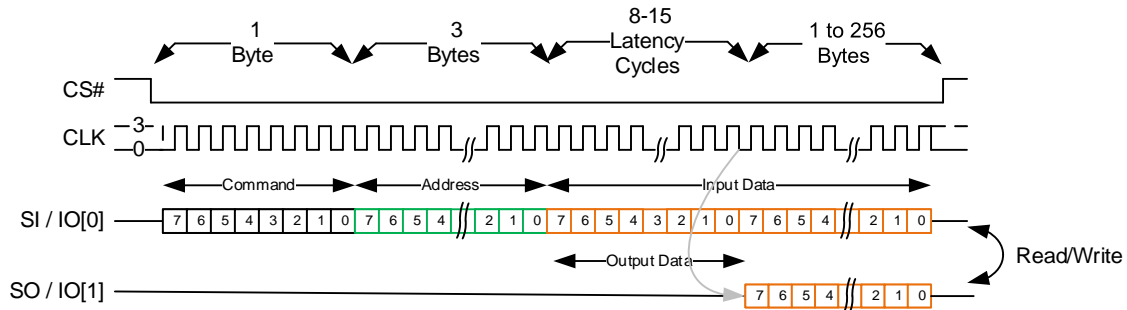 1 Byte
3 Bytes
8-15 Latency Cycles
1 to 256 Bytes
CS#
CLK
3
0
Command
Address
Input Data
SI / IO[0]
7 6 5 4 3 2 1 0 7 6 5 4 2 1 0 7 6 5 4 3 2 1 0 7 6 5 4 2 1 0
Output Data
Read/Write
SO / IO[1]
7 6 5 4 2 1 0